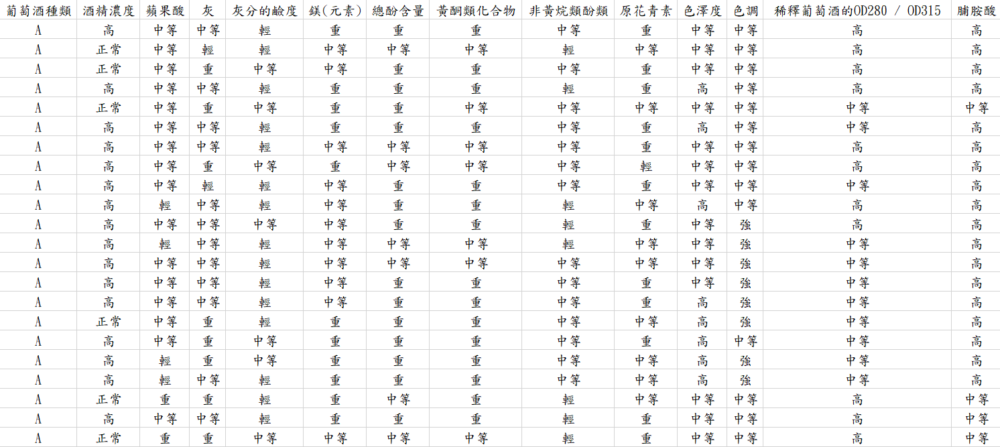 葡萄酒種類 酒精濃度 蘋果酸 灰 灰分的鹼度 鎂(元素) 總酚含量 黃酮類化合物 非黃烷類酚類 原花青素 色澤度 色調 稀釋葡萄酒的OD280 / OD315 脯胺酸
A 高 中等 中等 輕 重 重 重 中等 重 中等 中等 高 高
A 正常 中等 輕 輕 中等 中等 中等 輕 中等 中等 中等 高 高
A 正常 中等 重 中等 中等 重 重 中等 重 中等 中等 高 高
A 高 中等 中等 輕 重 重 重 輕 重 高 中等 高 高
A 正常 中等 重 中等 重 重 中等 中等 中等 中等 中等 中等 中等
A 高 中等 中等 輕 重 重 重 中等 重 高 中等 中等 高
A 高 中等 中等 輕 中等 中等 中等 中等 重 中等 中等 高 高
A 高 中等 重 中等 重 中等 中等 中等 輕 中等 中等 高 高
A 高 中等 輕 輕 中等 重 重 中等 重 中等 中等 中等 高
A 高 輕 中等 輕 中等 重 重 輕 中等 高 中等 高 高
A 高 中等 中等 中等 中等 重 重 輕 重 中等 強 高 高
A 高 輕 中等 輕 中等 中等 中等 輕 中等 中等 強 中等 高
A 高 中等 中等 輕 中等 中等 中等 中等 中等 中等 強 中等 高
A 高 中等 中等 輕 中等 重 重 中等 重 中等 強 中等 高
A 高 中等 中等 輕 中等 重 重 中等 重 高 強 中等 高
A 正常 中等 重 輕 重 重 重 中等 中等 高 強 中等 高
A 高 中等 重 中等 重 重 重 中等 重 高 中等 中等 高
A 高 輕 重 中等 重 重 重 中等 中等 高 強 中等 高
A 高 輕 中等 輕 重 重 重 中等 中等 高 強 中等 高
A 正常 重 重 輕 重 中等 重 輕 中等 中等 中等 高 中等
A 高 中等 中等 輕 重 重 重 輕 重 中等 中等 高 中等
A 正常 重 重 中等 中等 中等 中等 輕 重 中等 中等 高 中等